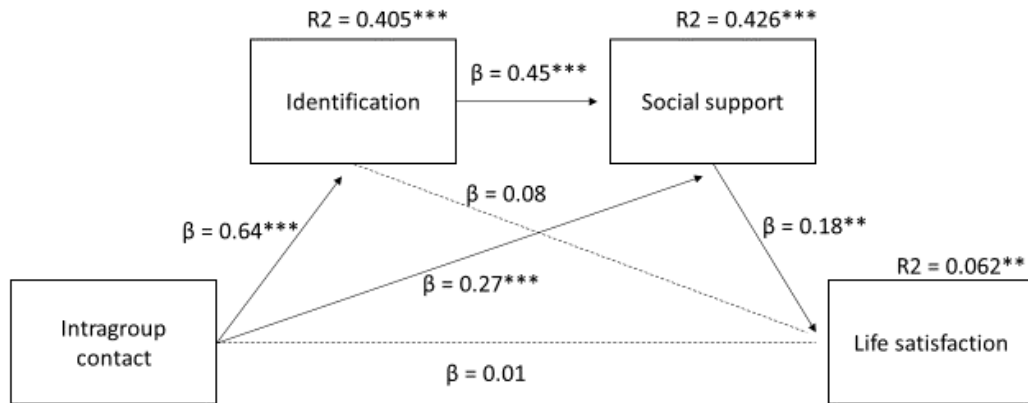 R2 = 0.405***
R2 = 0.426***
β = 0.45***
Identification
Social support
β = 0.08
β = 0.64***
β = 0.18**
β = 0.27***
R2 = 0.062**
Intragroup
contact
Life satisfaction
β = 0.01